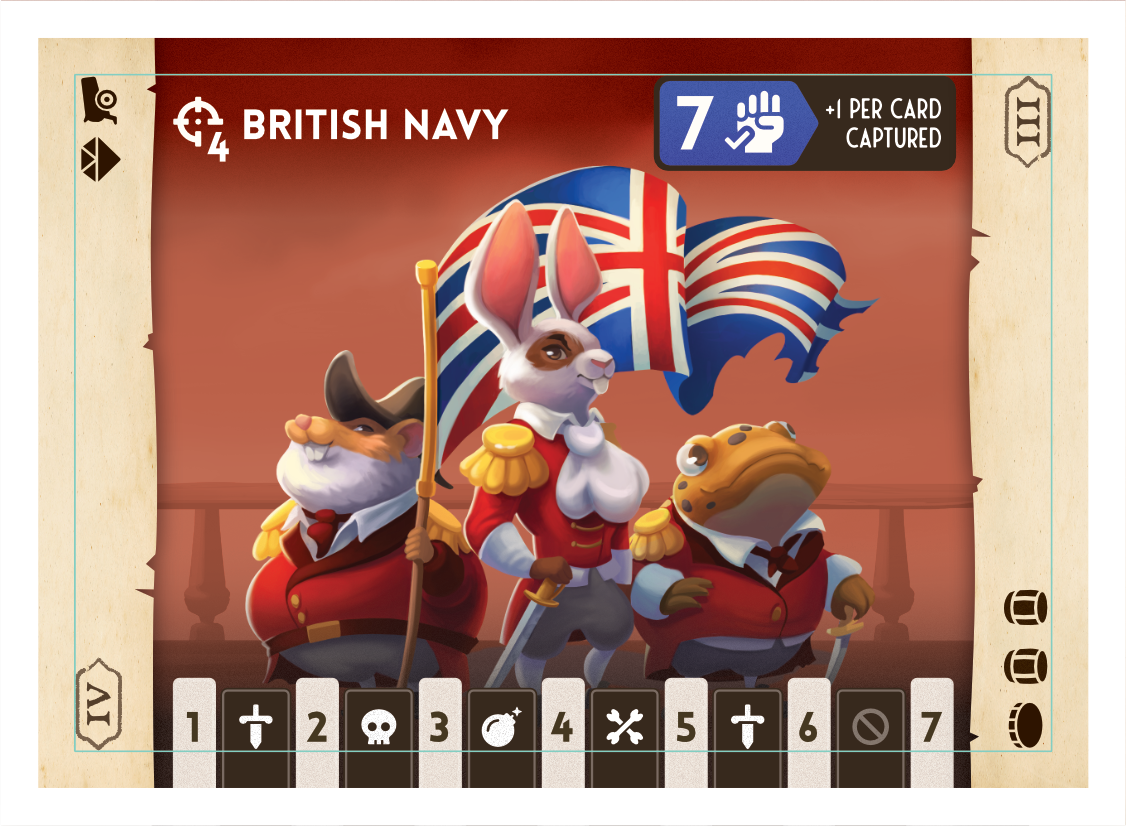 4 BRITISH NAVY
7
+1 PER CARD
CAPTURED
III
IV
1 2 3 4 5 6 7